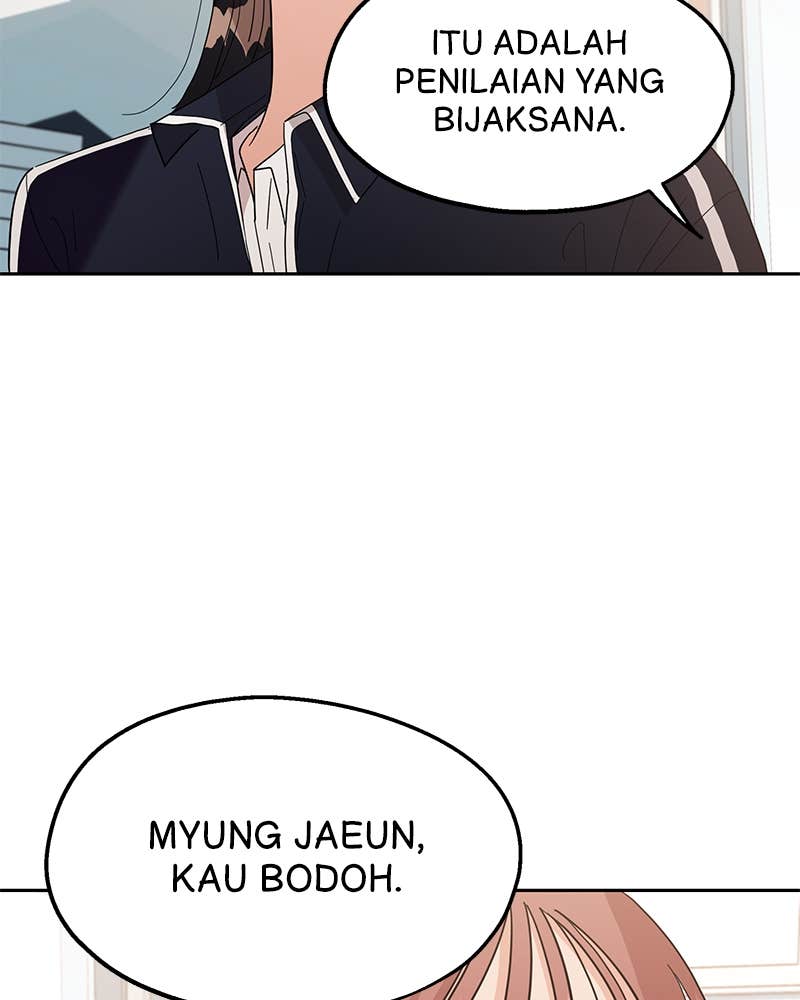 ITU ADALAH
PENILAIAN YANG
BIJAKSANA.
MYUNG JAEUN,
KAU BODOH.